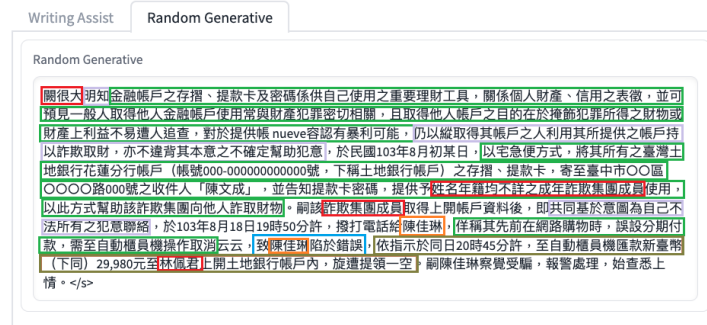 Writing Assist
Random Generative
Random Generative
闕很大明知金融帳戶之存摺、提款卡及密碼係供自己使用之重要理財工具，關係個人財產、信用之表徵，並可
預見一般人取得他人金融帳戶使用常與財產犯罪密切相關，且取得他人帳戶之目的在於掩飾犯罪所得之財物或
財產上利益不易遭人追查，對於提供帳 nueve容認有暴利可能，仍以縱取得其帳戶之人利用其所提供之帳戶持
以詐欺取財，亦不違背其本意之不確定幫助犯意，於民國103年8月初某日，以宅急便方式，將其所有之臺灣土
地銀行花蓮分行帳戶（帳號000-000000000000號，下稱土地銀行帳戶）之存摺、提款卡，寄至臺中市○○區
○○○○路000號之收件人「陳文成」，並告知提款卡密碼，提供予姓名年籍均不詳之成年詐欺集團成員使用，
以此方式幫助該詐欺集團向他人詐取財物。嗣該詐欺集團成員取得上開帳戶資料後，即共同基於意圖為自己不
法所有之犯意聯絡，於103年8月18日19時50分許，撥打電話給陳佳琳，佯稱其先前在網路購物時，誤設分期付
款，需至自動櫃員機操作取消云云，致陳佳琳陷於錯誤，依指示於同日20時45分許，至自動櫃員機匯款新臺幣
（下同）29,980元至林佩君上開土地銀行帳戶內，旋遭提領一空。嗣陳佳琳察覺受騙，報警處理，始查悉上
情。</s>